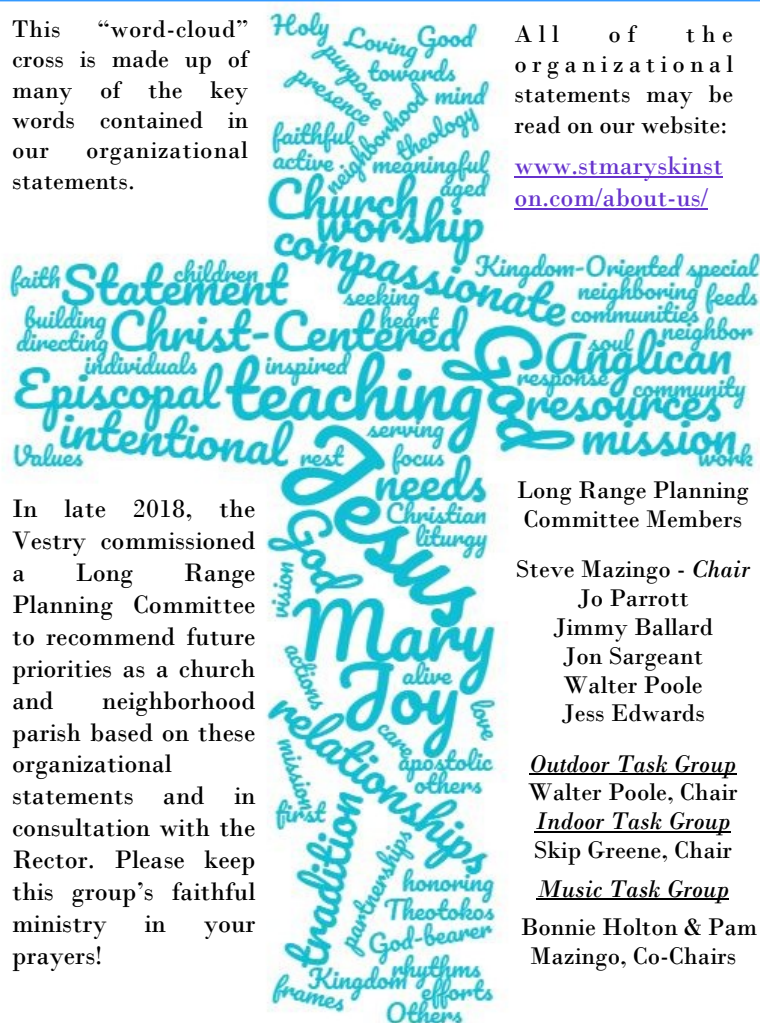 This “word-cloud”
cross is made up of
many of the key
words contained in
our organizational
statements.
All of the
organizational
statements may be
read on our website:
www.stmaryskinst
on.com/about-us/
Holy
Loving
Good
purpose
towards
presence
mind
neighborhood
theology
faithful
active
meaningful
aged
Church
worship
compassionate
Kingdom-Oriented
special
faith
children
Statement
seeking
neighboring
feeds
communities
building
heart
directing
Christ-Centered
soul
neighbor
God
Anglican
individuals
inspired
response
community
Episcopal
teaching
resources
intentional
serving
mission
Values
rest
focus
work
Jesus
needs
Christian
liturgy
God
vision
Mary
actions
alive
Joy
love
relationships
care
apostolic
others
mission
first
tradition
partnerships
honoring
Theotokos
God-bearer
Kingdom
rhythms
frames
efforts
Others
In late 2018, the
Vestry commissioned
a Long Range
Planning Committee
to recommend future
priorities as a church
and neighborhood
parish based on these
organizational
statements and in
consultation with the
Rector. Please keep
this group’s faithful
ministry in your
prayers!
Long Range Planning
Committee Members
Steve Mazingo - Chair
Jo Parrott
Jimmy Ballard
Jon Sargeant
Walter Poole
Jess Edwards
Outdoor Task Group
Walter Poole, Chair
Indoor Task Group
Skip Greene, Chair
Music Task Group
Bonnie Holton & Pam
Mazingo, Co-Chairs